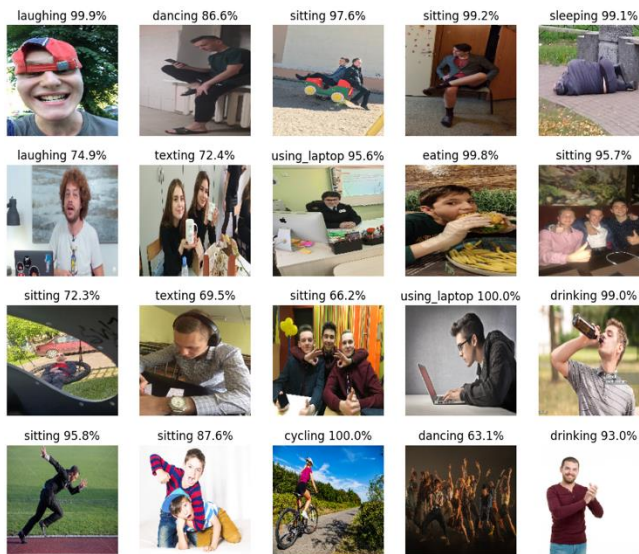 laughing 99.9% dancing 86.6% sitting 97.6% sitting 99.2% sleeping 99.1%
laughing 74.9% texting 72.4% using_laptop 95.6% eating 99.8% sitting 95.7%
sitting 72.3% texting 69.5% sitting 66.2% using_laptop 100.0% drinking 99.0%
sitting 95.8% sitting 87.6% cycling 100.0% dancing 63.1% drinking 93.0%